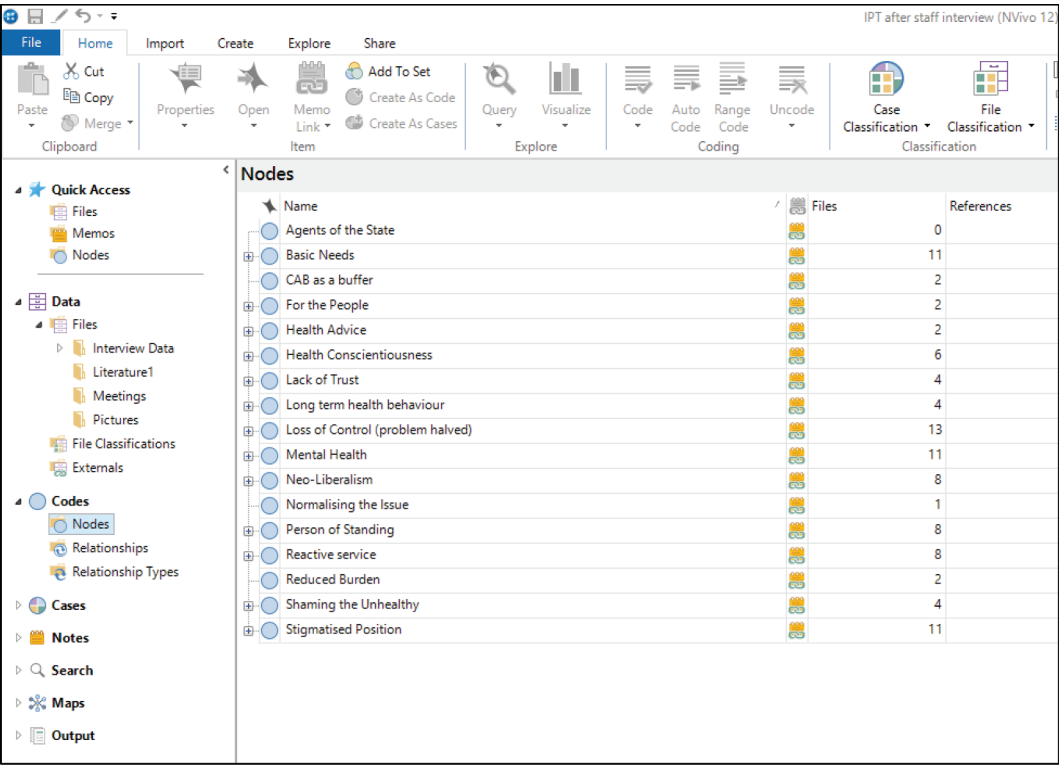 IPT after staff interview (NVivo 12)
File Home Import Create Explore Share
Paste Cut Copy Merge
Clipboard
Properties Open Memo Link Add To Set Create As Code Create As Cases
Item
Query Visualize
Explore
Code Auto Code Range Code Uncode
Coding
Case Classification File Classification
Classification
Quick Access
Files
Memos
Nodes
Data
Files
Interview Data
Literature1
Meetings
Pictures
File Classifications
Externals
Codes
Nodes
Relationships
Relationship Types
Cases
Notes
Search
Maps
Output
Nodes
Name Files References
Agents of the State 0
Basic Needs 11
CAB as a buffer 2
For the People 2
Health Advice 2
Health Conscientiousness 6
Lack of Trust 4
Long term health behaviour 4
Loss of Control (problem halved) 13
Mental Health 11
Neo-Liberalism 8
Normalising the Issue 1
Person of Standing 8
Reactive service 8
Reduced Burden 2
Shaming the Unhealthy 4
Stigmatised Position 11